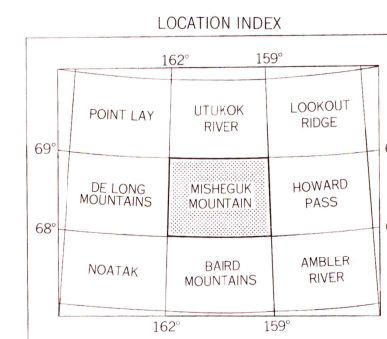 LOCATION INDEX
162° 159°
POINT LAY
UTUKOK
RIVER
LOOKOUT
RIDGE
69°
DE LONG
MOUNTAINS
MISHEGUK
MOUNTAIN
HOWARD
PASS
68°
NOATAK
BAIRD
MOUNTAINS
AMBLER
RIVER
162° 159°